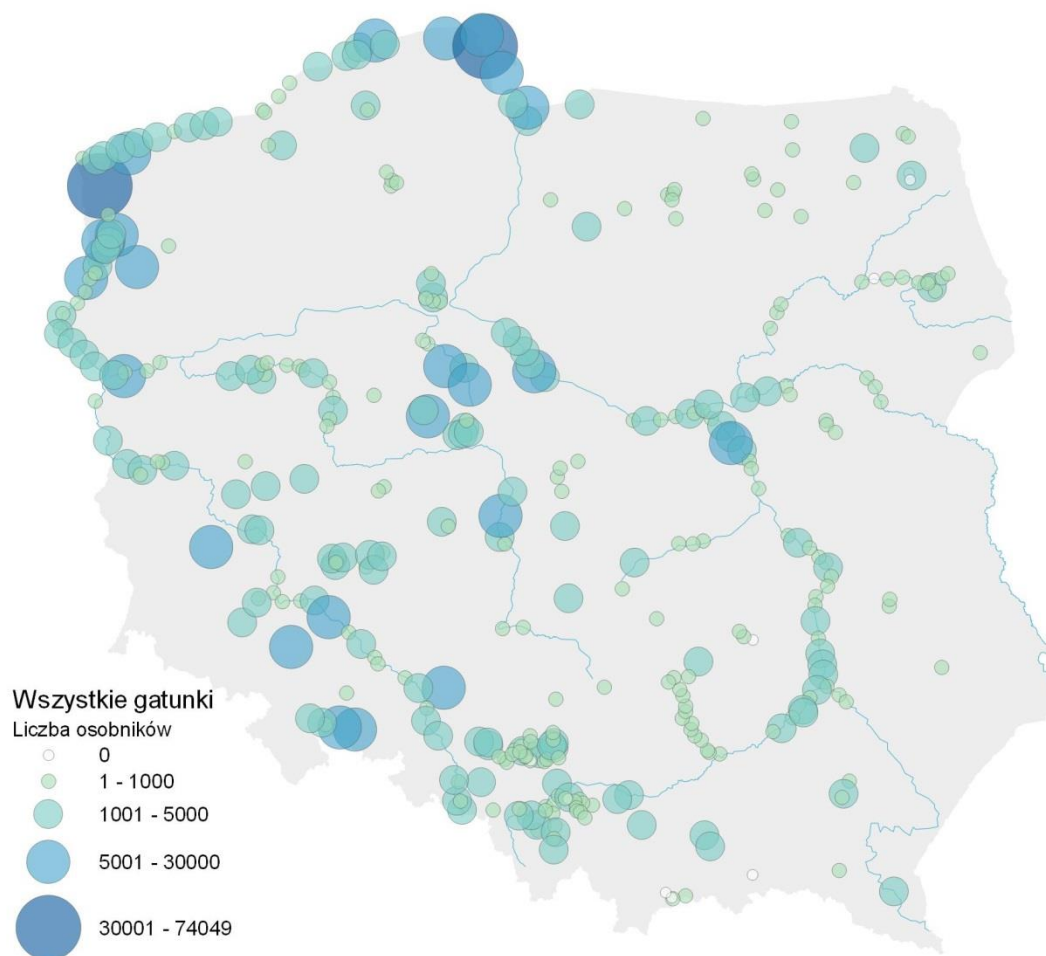 Wszystkie gatunki
Liczba osobników
0
1 - 1000
1001 - 5000
5001 - 30000
30001 - 74049